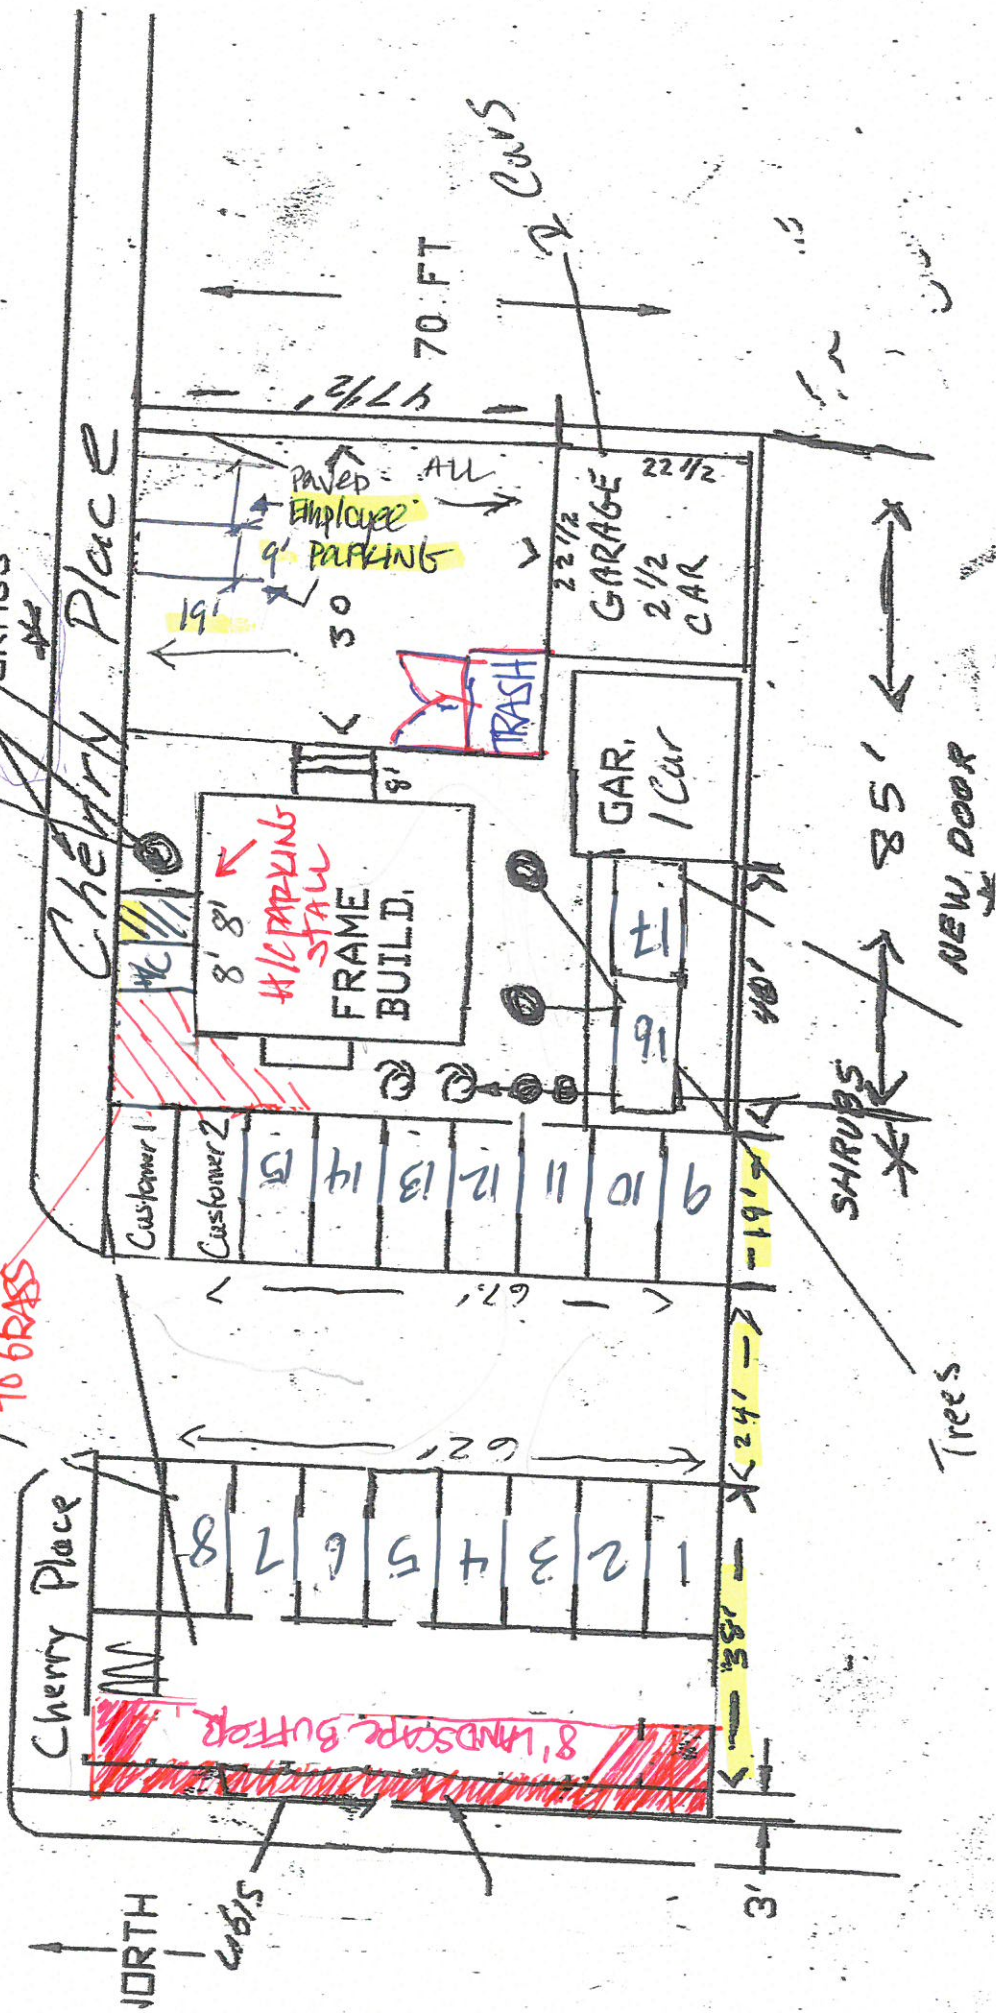 NORTH
Cherry Place
Cherry Place
TO GRASS
8' LANDSCAPE BUFFER
1
2
3
4
5
6
7
8
62'
67'
Customer 1
Customer 2
15
14
13
12
11
10
9
H/C
8' 8'
H/C PARKING
STALL
FRAME
BUILD.
8'
16
17
GAR.
1 Car
TRASH
19'
30
9'
PAVED
ALL
Employee
PARKING
22 1/2
GARAGE
2 1/2
CAR
22 1/2
47 1/2'
70 FT
2 Cars
3'
38'
24'
19'
40'
85'
SHRUBS
NEW DOOR
Trees